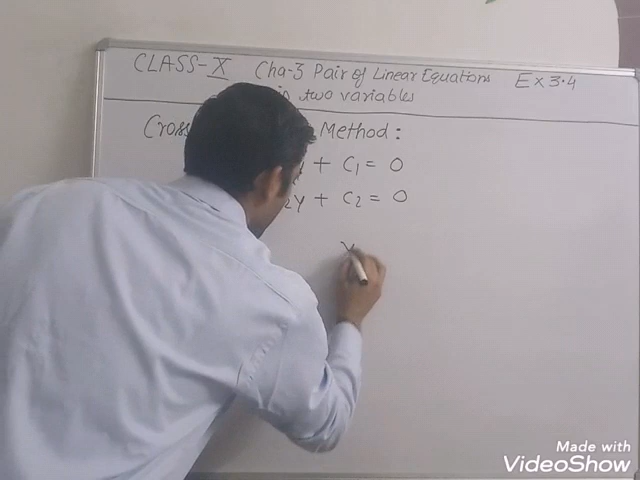 CLASS-X Cha-3 Pair of Linear Equations Ex 3.4
in two variables
Cross Method:
y + C₁ = 0
₂y + C₂ = 0
Made with
VideoShow